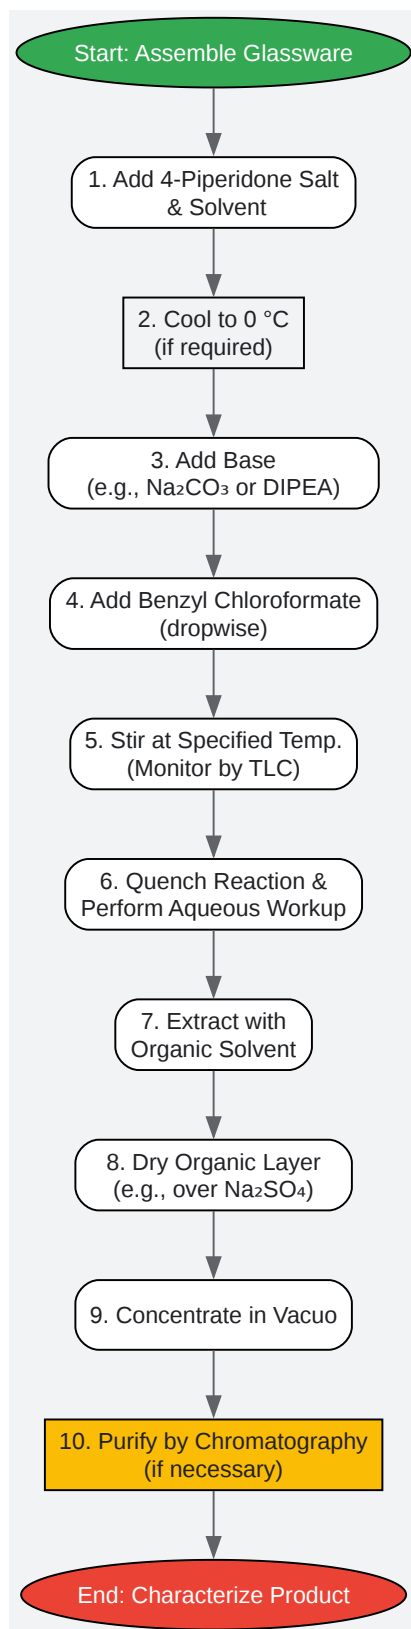 Start: Assemble Glassware
1. Add 4-Piperidone Salt
& Solvent
2. Cool to 0 °C
(if required)
3. Add Base
(e.g., Na₂CO₃ or DIPEA)
4. Add Benzyl Chloroformate
(dropwise)
5. Stir at Specified Temp.
(Monitor by TLC)
6. Quench Reaction &
Perform Aqueous Workup
7. Extract with
Organic Solvent
8. Dry Organic Layer
(e.g., over Na₂SO₄)
9. Concentrate in Vacuo
10. Purify by Chromatography
(if necessary)
End: Characterize Product